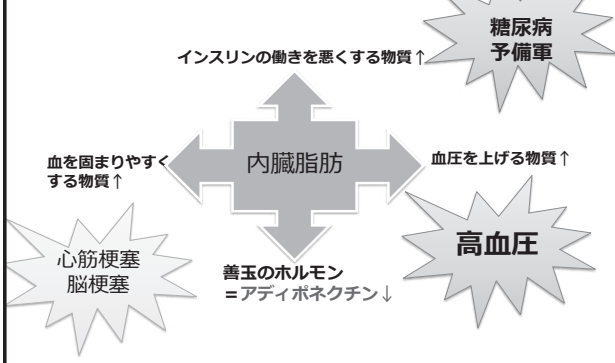 糖尿病
予備軍
インスリンの働きを悪くする物質↑
血を固まりやすく
する物質↑
内臓脂肪
血圧を上げる物質↑
心筋梗塞
脳梗塞
善玉のホルモン
＝アディポネクチン↓
高血圧